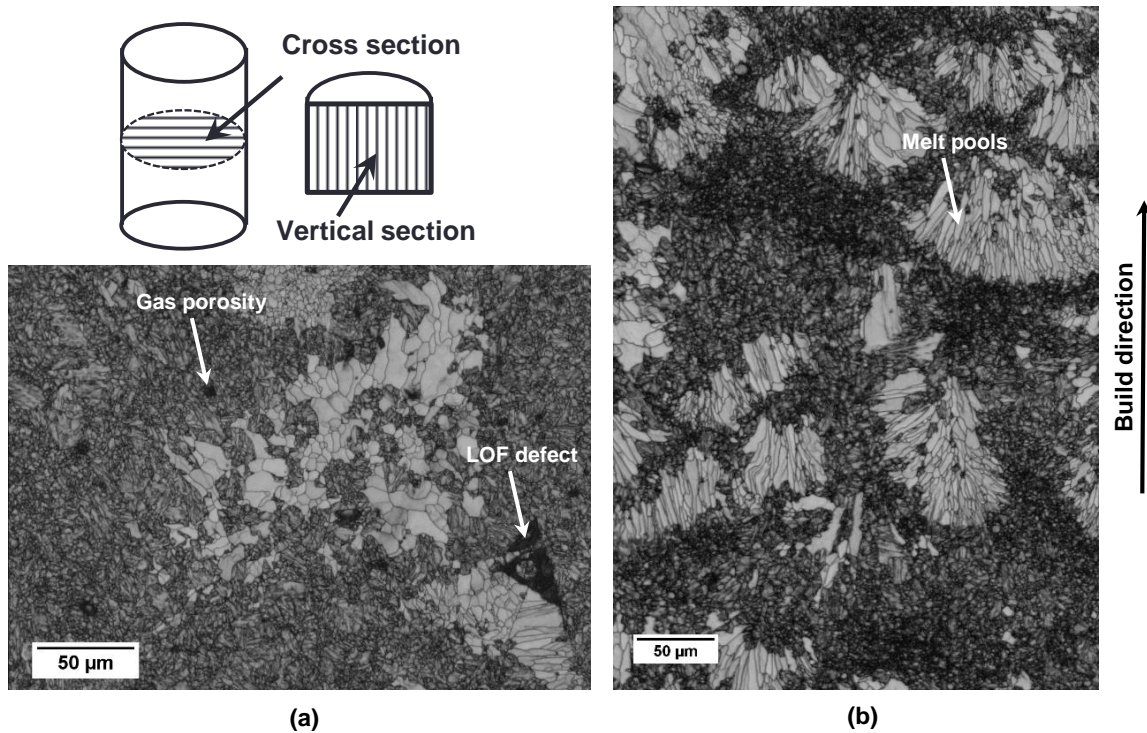 Cross section
Vertical section
Gas porosity
LOF defect
50 µm
(a)
Melt pools
Build direction
50 µm
(b)